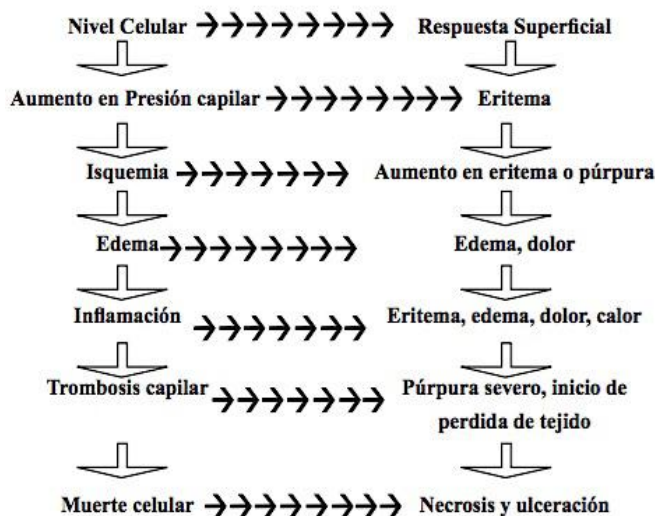 Nivel Celular Respuesta Superficial
Aumento en Presión capilar Eritema
Isquemia Aumento en eritema o púrpura
Edema Edema, dolor
Inflamación Eritema, edema, dolor, calor
Trombosis capilar Púrpura severo, inicio de
perdida de tejido
Muerte celular Necrosis y ulceración